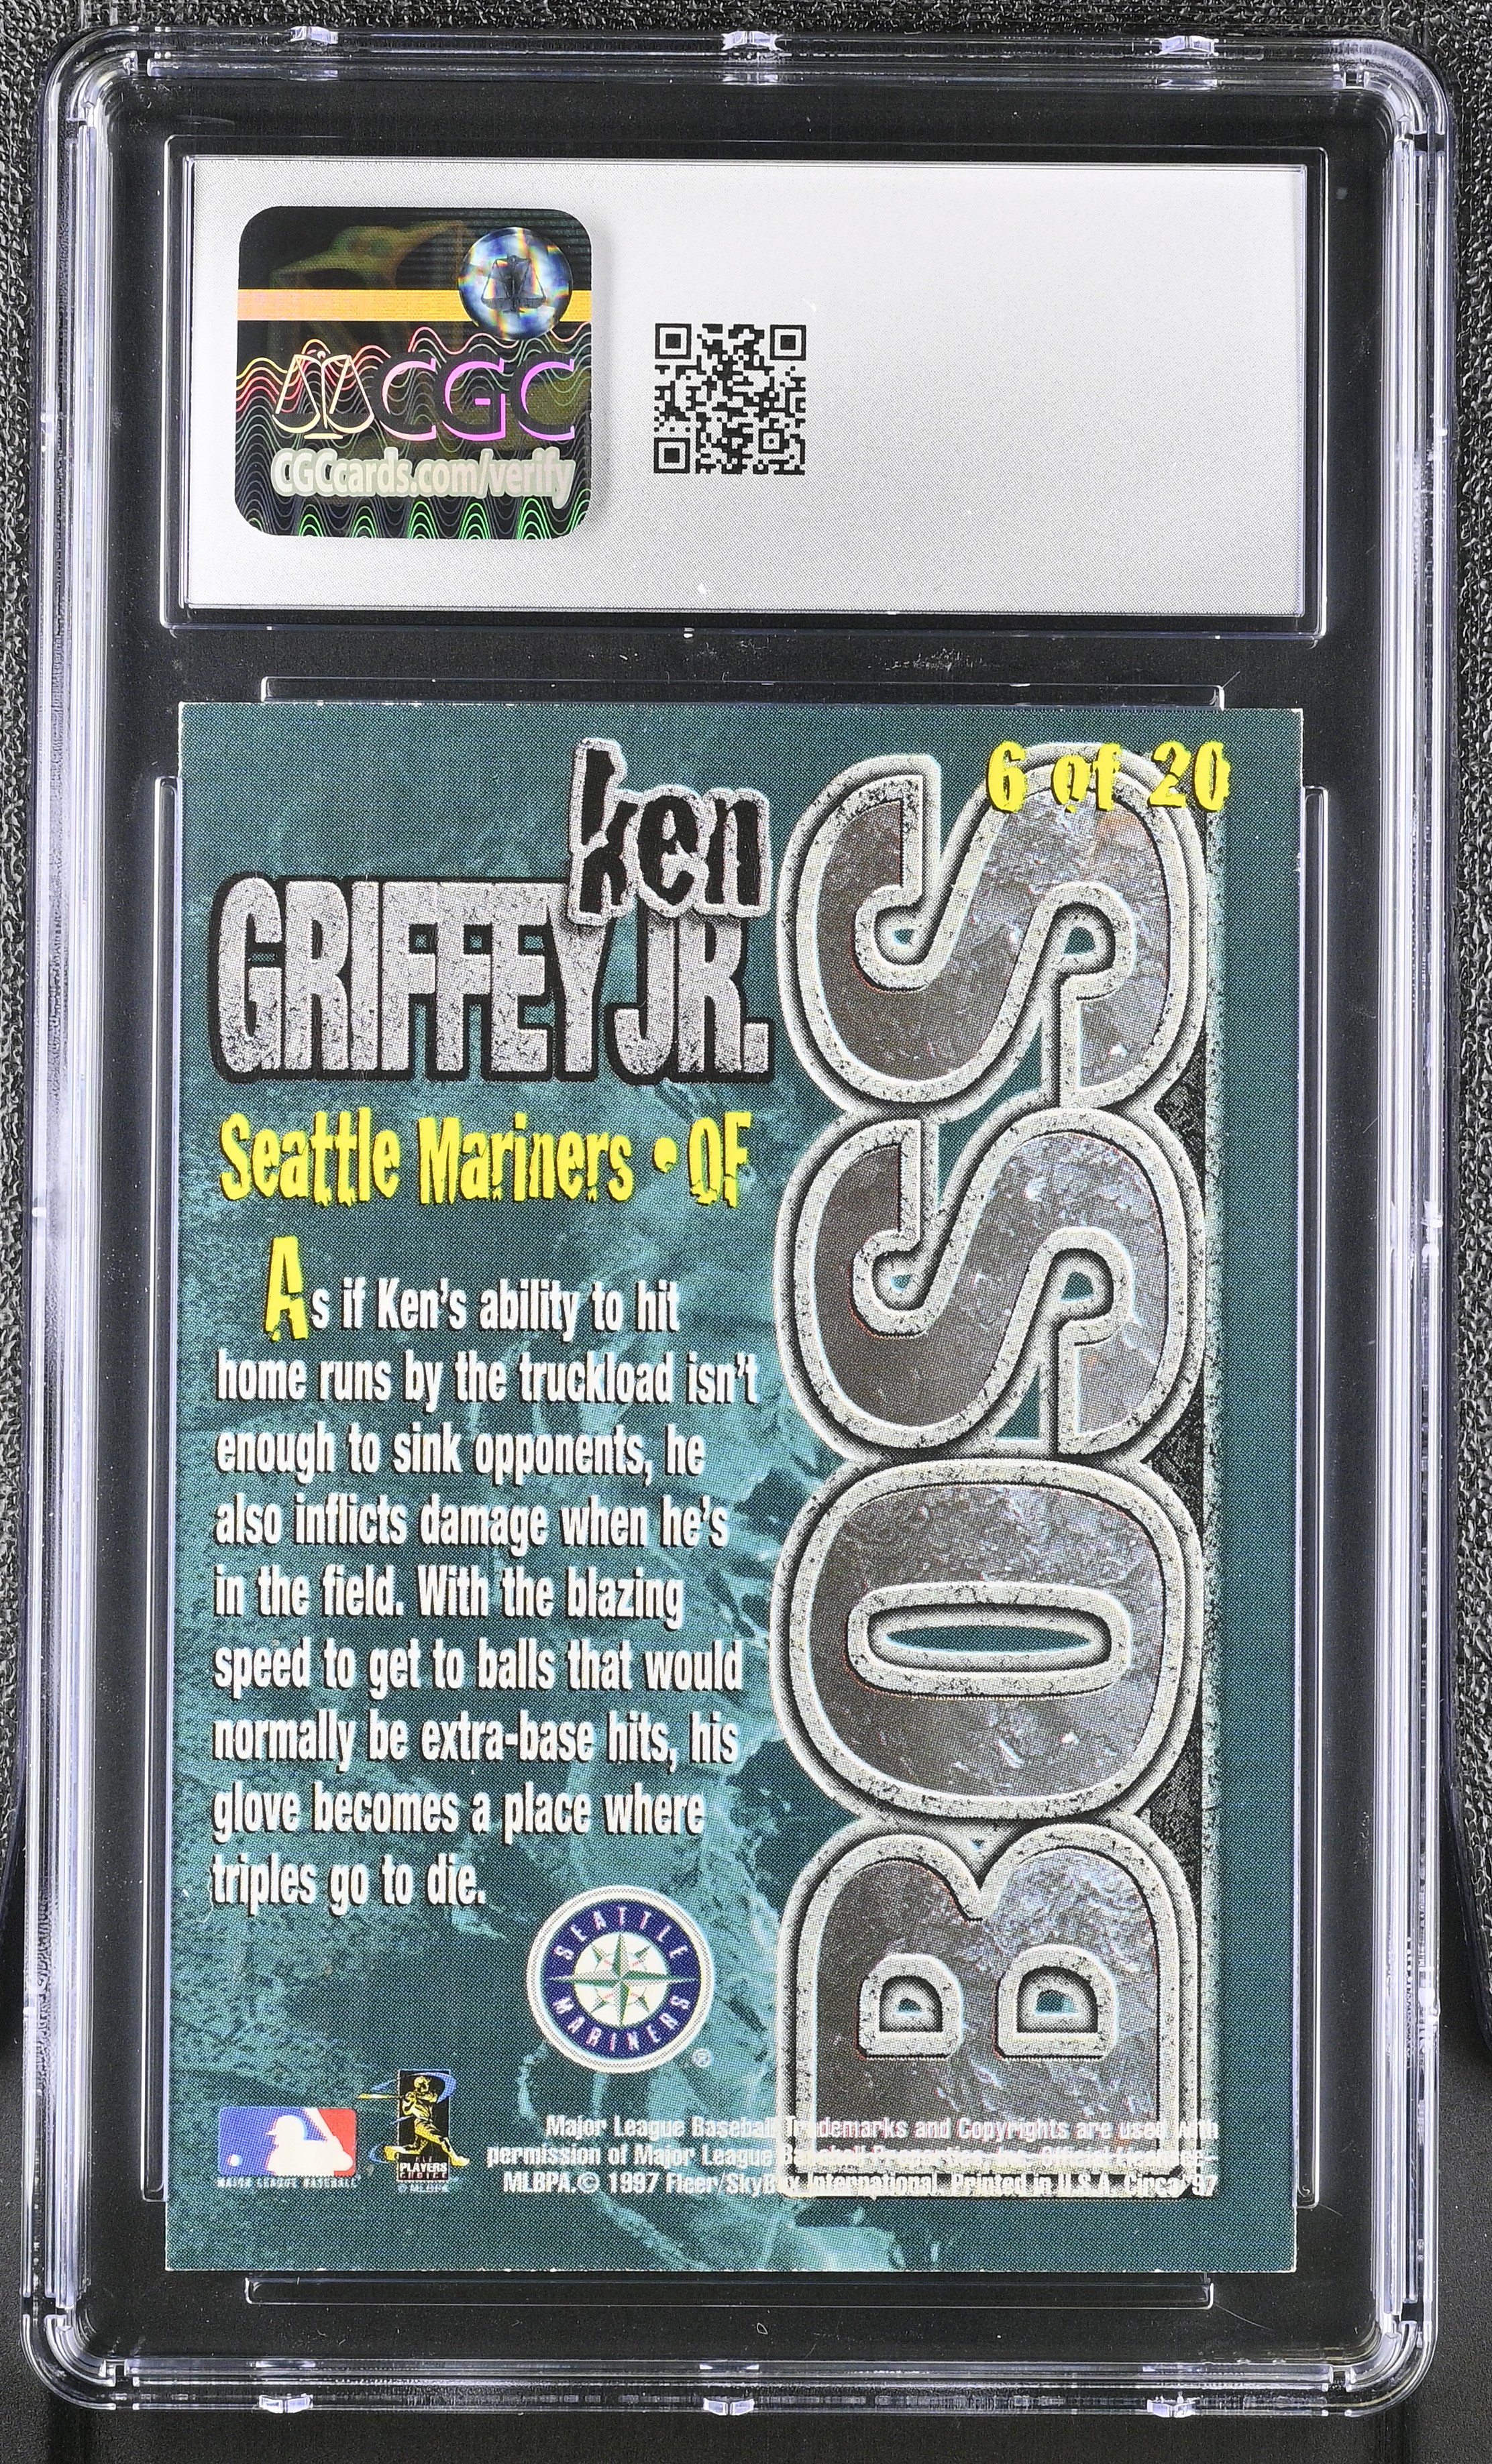 CGC
CGCcards.com/verify
6 of 20
ken
GRIFFEY JR.
Seattle Mariners • OF
BOSS
As if Ken's ability to hit
home runs by the truckload isn't
enough to sink opponents, he
also inflicts damage when he's
in the field. With the blazing
speed to get to balls that would
normally be extra-base hits, his
glove becomes a place where
triples go to die.
SEATTLE
MARINERS
®
MAJOR LEAGUE BASEBALL
PLAYERS
CHOICE
© MLBPA
Major League Baseball Trademarks and Copyrights are used with
permission of Major League Baseball
MLBPA. © 1997 Fleer/SkyBox International. Printed in U.S.A. Circa '97